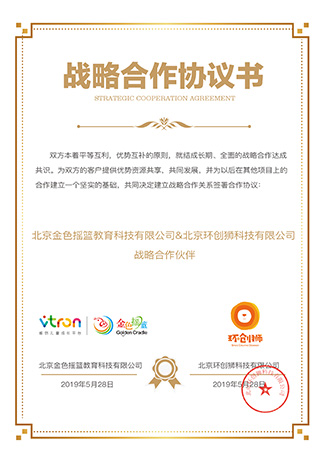 战略合作协议书
STRATEGIC COOPERATION AGREEMENT
双方本着平等互利，优势互补的原则，就结成长期、全面的战略合作达成
共识。为双方的客户提供优势资源共享、共同发展，并为以后在其他项目上的
合作建立一个坚实的基础，共同决定建立战略合作关系签署合作协议：
北京金色摇篮教育科技有限公司&北京环创狮科技有限公司
战略合作伙伴
vtron
金色摇篮
Golden Cradle
环创狮
北京金色摇篮教育科技有限公司
2019年5月28日
北京环创狮科技有限公司
2019年5月28日